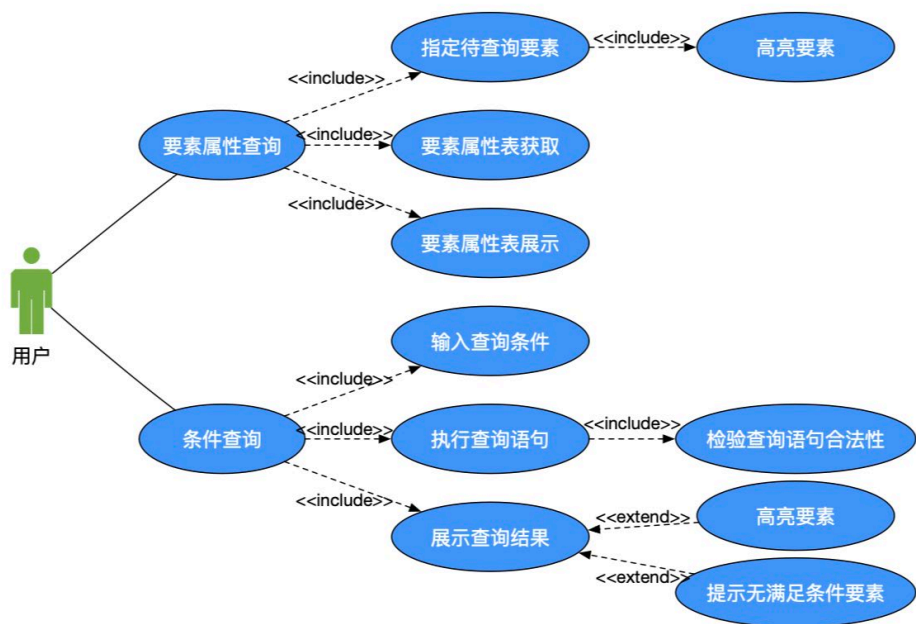 指定待查询要素
<<include>>
高亮要素
<<include>>
要素属性查询
<<include>>
要素属性表获取
<<include>>
要素属性表展示
用户
输入查询条件
<<include>>
条件查询
<<include>>
执行查询语句
<<include>>
检验查询语句合法性
<<include>>
展示查询结果
<<extend>>
高亮要素
<<extend>>
提示无满足条件要素